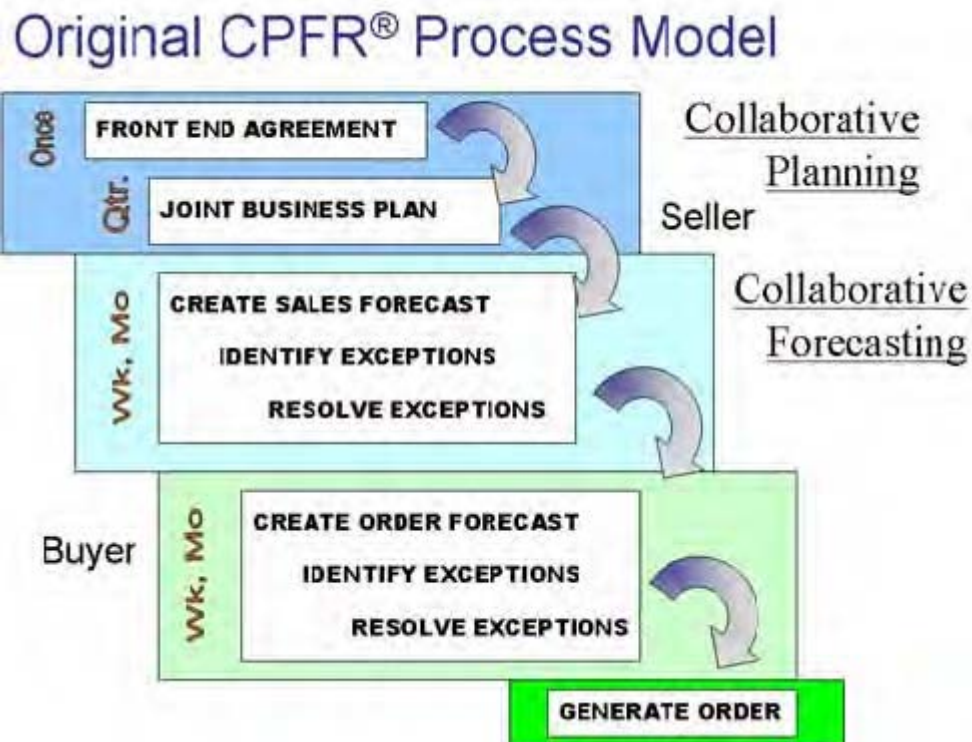 Original CPFR® Process Model
Once
FRONT END AGREEMENT
Collaborative
Planning
Qtr.
JOINT BUSINESS PLAN
Seller
Wk, Mo
CREATE SALES FORECAST
IDENTIFY EXCEPTIONS
RESOLVE EXCEPTIONS
Collaborative
Forecasting
Buyer
Wk, Mo
CREATE ORDER FORECAST
IDENTIFY EXCEPTIONS
RESOLVE EXCEPTIONS
GENERATE ORDER